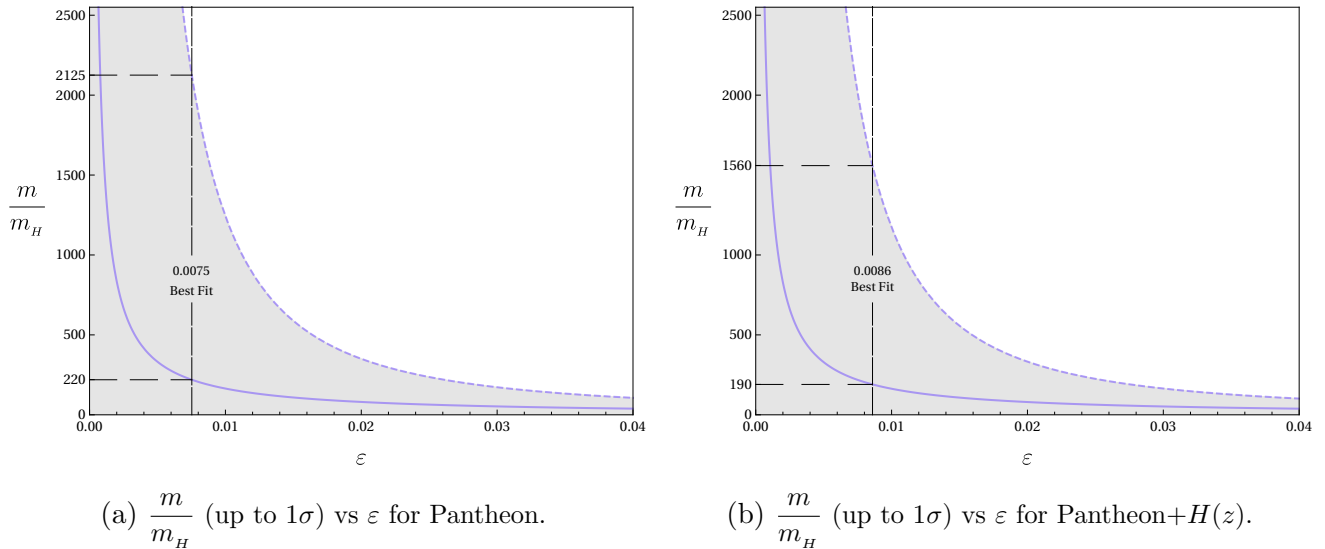 2500
2125
2000
1500
1000
500
220
0
m
m_H
0.0075
Best Fit
0.00 0.01 0.02 0.03 0.04
ε
(a) m/m_H (up to 1σ) vs ε for Pantheon.
2500
2000
1560
1500
1000
500
190
0
m
m_H
0.0086
Best Fit
0.00 0.01 0.02 0.03 0.04
ε
(b) m/m_H (up to 1σ) vs ε for Pantheon+H(z).